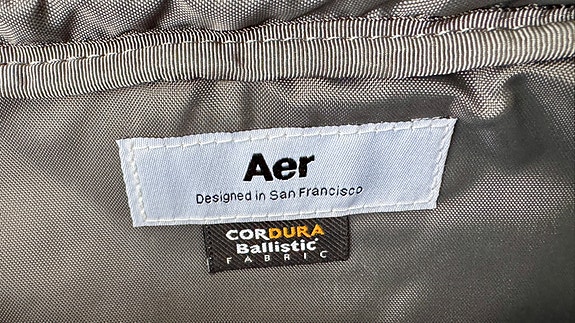 Aer
Designed in San Francisco
CORDURA
Ballistic
FABRIC